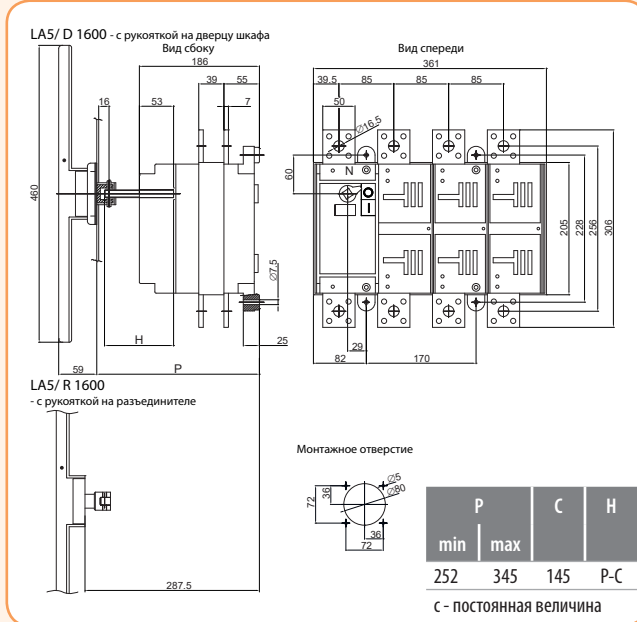 LA5/ D 1600 - с рукояткой на дверцу шкафа
Вид сбоку
Вид спереди
186
361
39
55
39.5
85
85
85
16
53
7
50
Ø16.5
60
N
460
205
228
256
306
Ø7.5
H
25
29
59
P
82
170
LA5/ R 1600
- с рукояткой на разъединителе
Монтажное отверстие
Ø5
Ø80
36
72
36
72
287.5
P C H
min max
252 345 145 P-C
с - постоянная величина